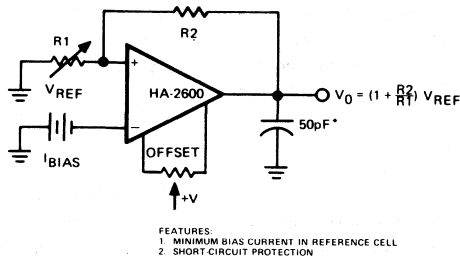 R2
R1
+
VREF
HA-2600
VO = (1 + R2/R1) VREF
−
50pF*
IBIAS
OFFSET
+V
FEATURES:
1. MINIMUM BIAS CURRENT IN REFERENCE CELL
2. SHORT-CIRCUIT PROTECTION